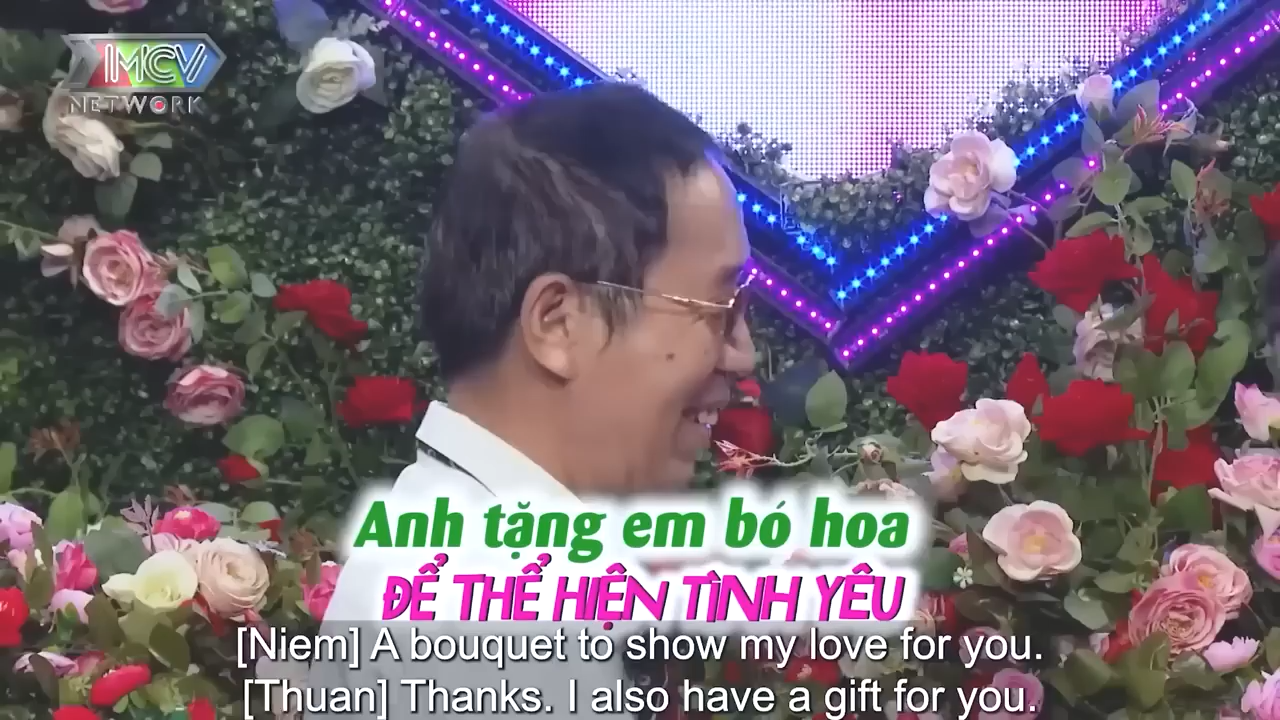 MCV
NETWORK
Anh tặng em bó hoa
ĐỂ THỂ HIỆN TÌNH YÊU
[Niem] A bouquet to show my love for you.
[Thuan] Thanks. I also have a gift for you.